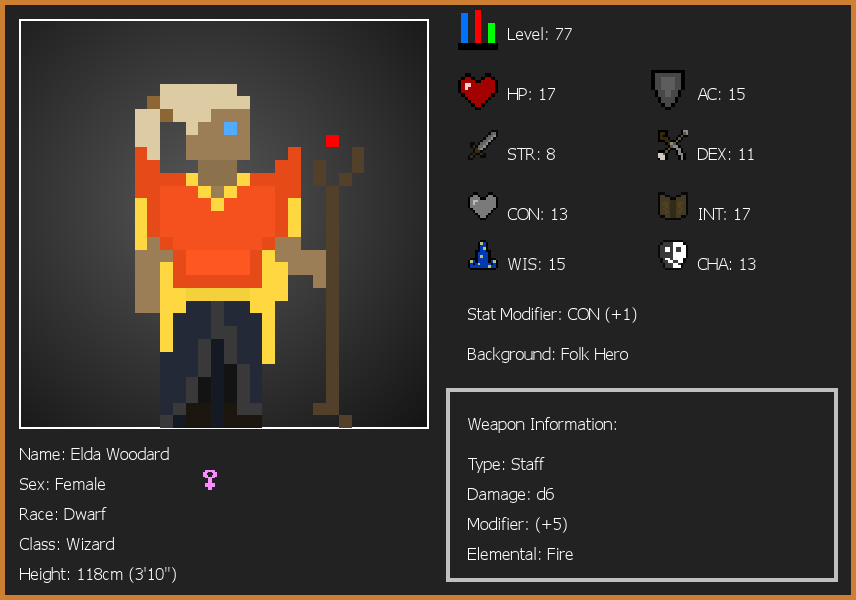 Level: 77
HP: 17
AC: 15
STR: 8
DEX: 11
CON: 13
INT: 17
WIS: 15
CHA: 13
Stat Modifier: CON (+1)
Background: Folk Hero
Weapon Information:
Type: Staff
Damage: d6
Modifier: (+5)
Elemental: Fire
Name: Elda Woodard
Sex: Female
Race: Dwarf
Class: Wizard
Height: 118cm (3'10")